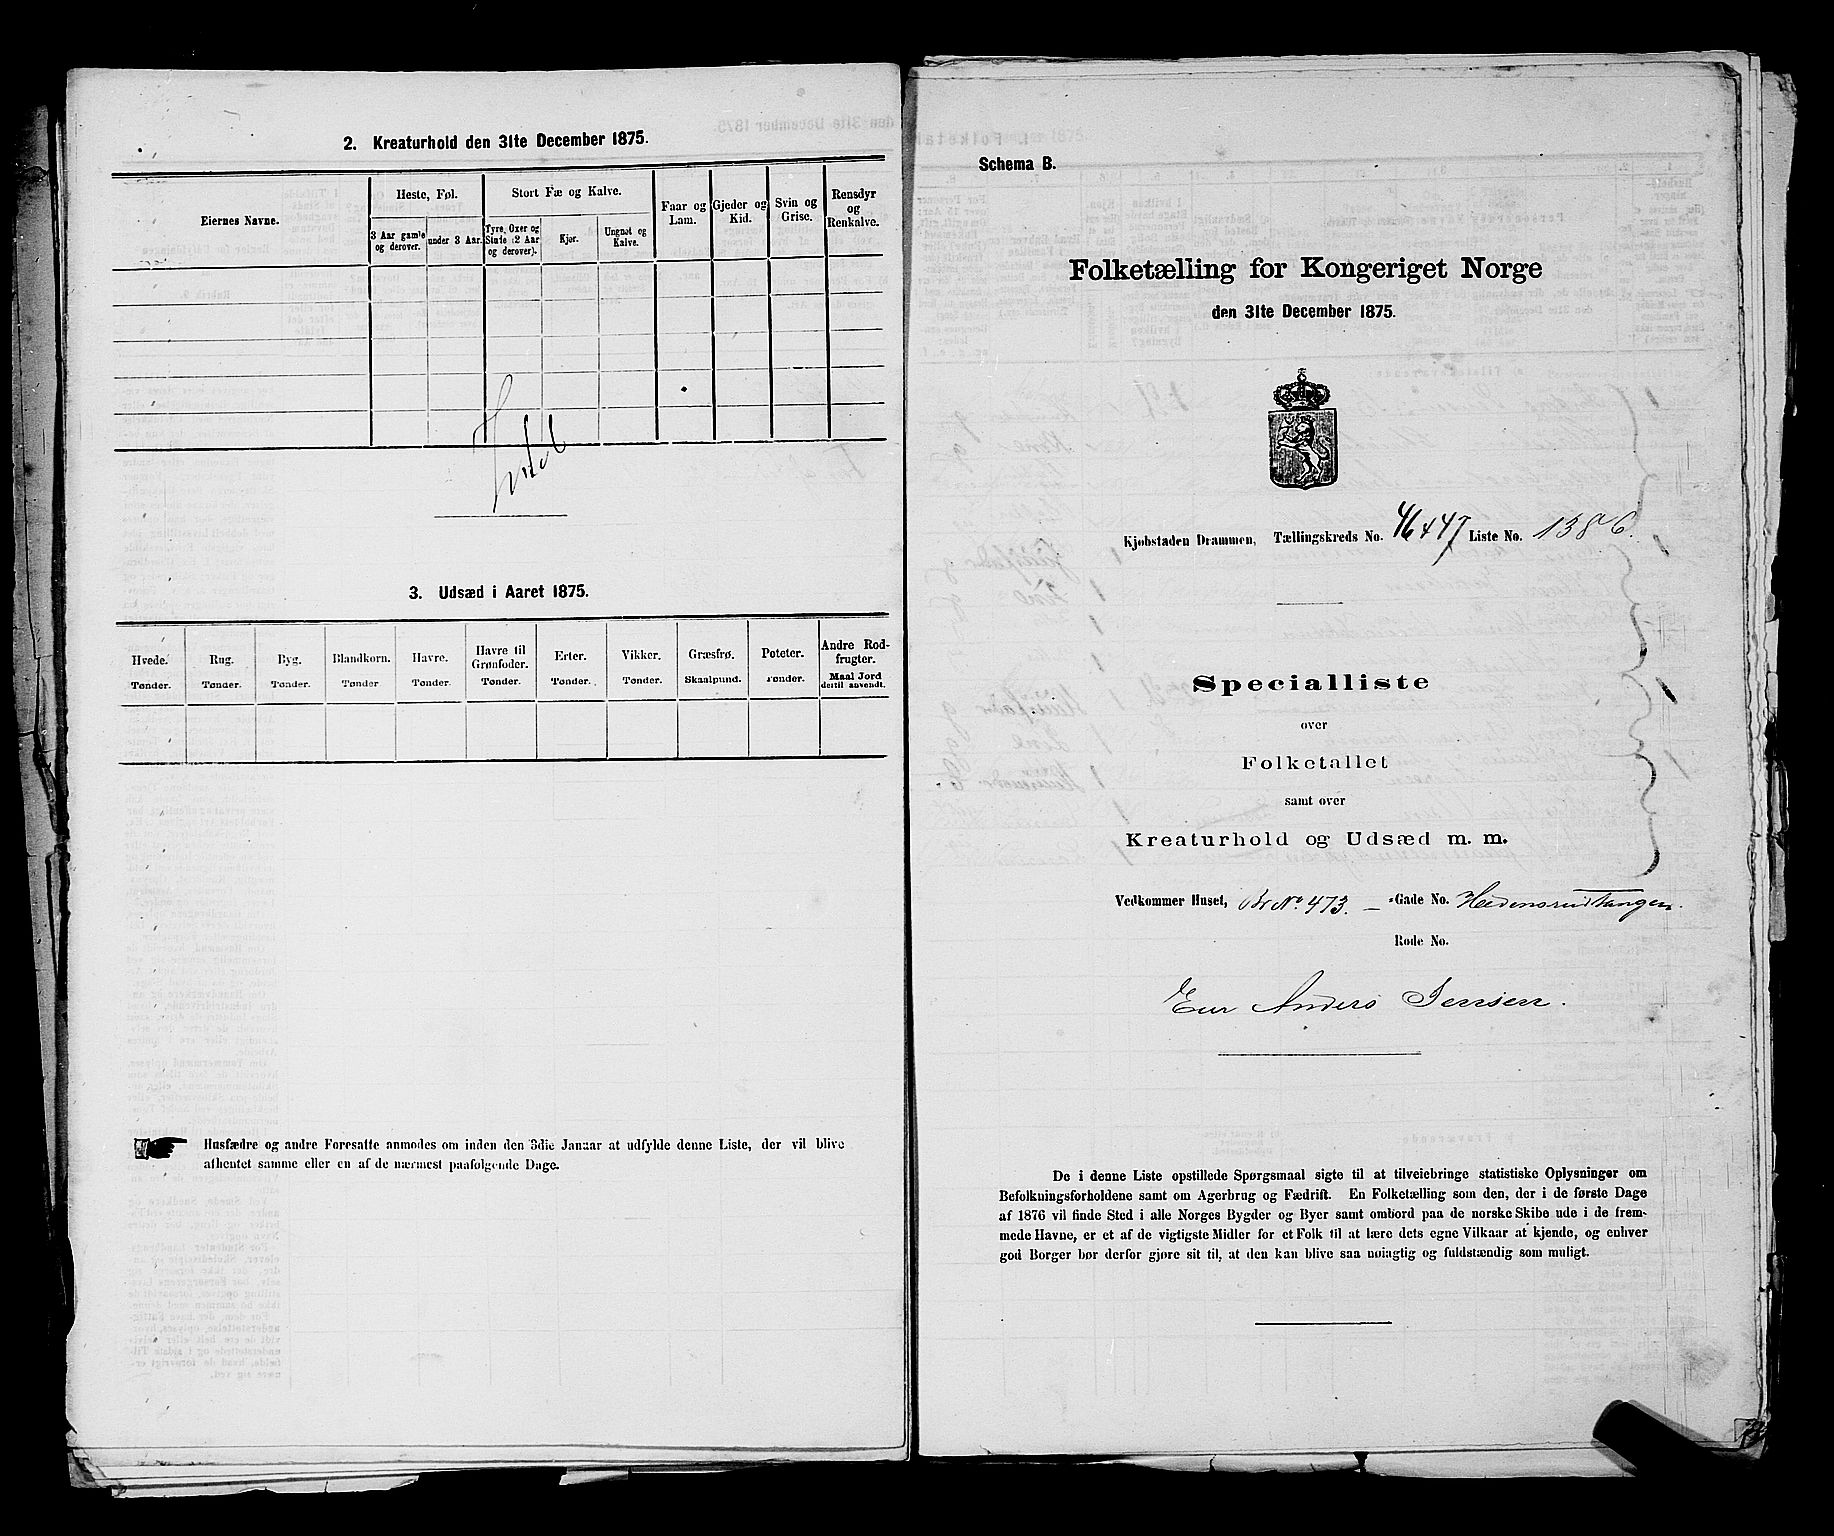 2. Kreaturhold den 31te December 1875.
Eiernes Navne.
Heste, Føl.
Stort Fæ og Kalve.
Faar og Lam.
Gjeder og Kid.
Svin og Grise.
Rensdyr og Renkalve.
3 Aar gamle og derover.
under 3 Aar.
Tyre, Oxer og Stude (2 Aar og derover).
Kjør.
Ungnøt og Kalve.
3. Udsæd i Aaret 1875.
Hvede. Rug. Byg. Blandkorn. Havre. Havre til Grønfoder. Erter. Vikker. Græsfrø. Poteter. Andre Rodfrugter.
Tønder. Tønder. Tønder. Tønder Tønder. Tønder. Tønder. Tønder. Skaalpund. Tønder. Maal Jord dertil anvendt.
Husfædre og andre Foresatte anmodes om inden den 3die Januar at udfylde denne Liste, der vil blive
afhentet samme eller en af de nærmest paafølgende Dage.
Schema B.
Folketælling for Kongeriget Norge
den 31te December 1875.
Kjøbstaden Drammen, Tællingskreds No. 46+47 Liste No. 1386.
Specialliste
over
Folketallet
samt over
Kreaturhold og Udsæd m. m.
Vedkommer Huset, Br No. 473. - Gade No. Hedensrudtangen.
Rode No.
Eier Anders Jensen.
De i denne Liste opstillede Spørgsmaal sigte til at tilveiebringe statistiske Oplysninger om
Befolkningsforholdene samt om Agerbrug og Fædrift. En Folketælling som den, der i de første Dage
af 1876 vil finde Sted i alle Norges Bygder og Byer samt ombord paa de norske Skibe ude i de frem-
mede Havne, er et af de vigtigste Midler for et Folk til at lære dets egne Vilkaar at kjende, og enhver
god Borger bør derfor gjøre sit til, at den kan blive saa nøiagtig og fuldstændig som muligt.